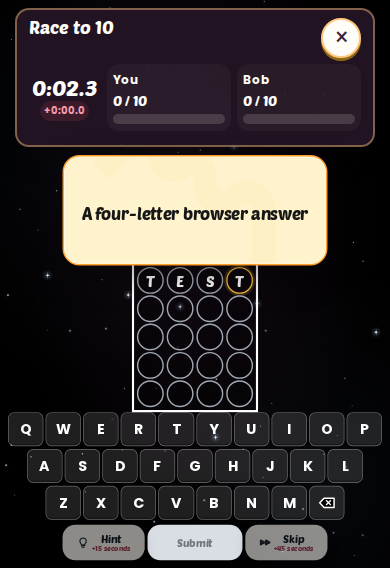 Race to 10
×
0:02.3
+0:00.0
You
0 / 10
Bob
0 / 10
A four-letter browser answer
T E S T
Q W E R T Y U I O P
A S D F G H J K L
Z X C V B N M
Hint
+15 seconds
Submit
Skip
+45 seconds